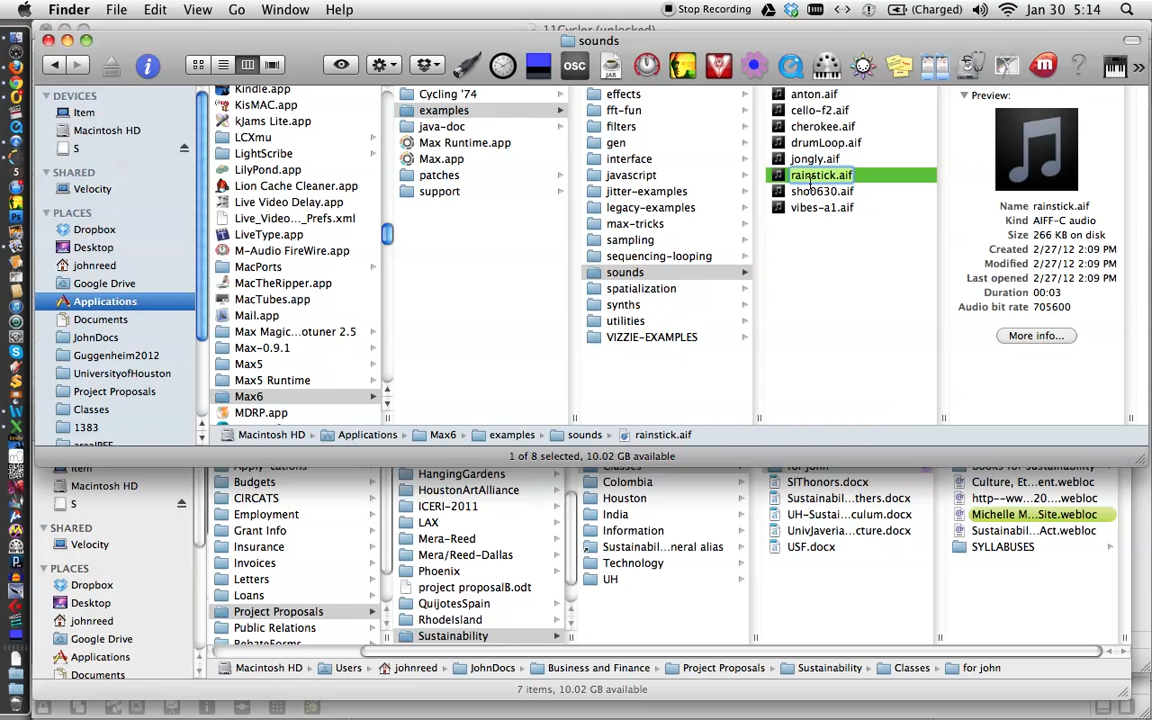 Finder File Edit View Go Window Help Stop Recording (Charged) Jan 30 5:14
11Cycler (unlocked)
sounds
OSC
JAR
DEVICES
Item
Macintosh HD
S
SHARED
Velocity
PLACES
Dropbox
Desktop
johnreed
Google Drive
Applications
Documents
JohnDocs
Guggenheim2012
UniversityofHouston
Project Proposals
Classes
1383
Kindle.app
KisMAC.app
kJams Lite.app
LCXmu
LightScribe
LilyPond.app
Lion Cache Cleaner.app
Live Video Delay.app
Live_Video…_Prefs.xml
LiveType.app
M-Audio FireWire.app
MacPorts
MacTheRipper.app
MacTubes.app
Mail.app
Max Magic…otuner 2.5
Max-0.9.1
Max5
Max5 Runtime
Max6
MDRP.app
Cycling '74
examples
java-doc
Max Runtime.app
Max.app
patches
support
effects
fft-fun
filters
gen
interface
javascript
jitter-examples
legacy-examples
max-tricks
sampling
sequencing-looping
sounds
spatialization
synths
utilities
VIZZIE-EXAMPLES
anton.aif
cello-f2.aif
cherokee.aif
drumLoop.aif
jongly.aif
rainstick.aif
sho0630.aif
vibes-a1.aif
Preview:
Name rainstick.aif
Kind AIFF-C audio
Size 266 KB on disk
Created 2/27/12 2:09 PM
Modified 2/27/12 2:09 PM
Last opened 2/27/12 2:09 PM
Duration 00:03
Audio bit rate 705600
More info...
Macintosh HD Applications Max6 examples sounds rainstick.aif
1 of 8 selected, 10.02 GB available
Item
Macintosh HD
S
SHARED
Velocity
PLACES
Dropbox
Desktop
johnreed
Google Drive
Applications
Documents
Budgets
CIRCATS
Employment
Grant Info
Insurance
Invoices
Letters
Loans
Project Proposals
Public Relations
HangingGardens
HoustonArtAlliance
ICERI-2011
LAX
Mera-Reed
Mera/Reed-Dallas
Phoenix
project proposalB.odt
QuijotesSpain
RhodeIsland
Sustainability
Classes
Colombia
Houston
India
Information
Sustainabil…neral alias
Technology
UH
for john
SIThonors.docx
Sustainabil…thers.docx
UH-Sustai…culum.docx
UnivJaveria…cture.docx
USF.docx
Books for sustainability
Culture, Et…ent.webloc
http--ww…20….webloc
Michelle M…Site.webloc
Sustainabil…Act.webloc
SYLLABUSES
Macintosh HD Users johnreed JohnDocs Business and Finance Project Proposals Sustainability Classes for john
7 items, 10.02 GB available